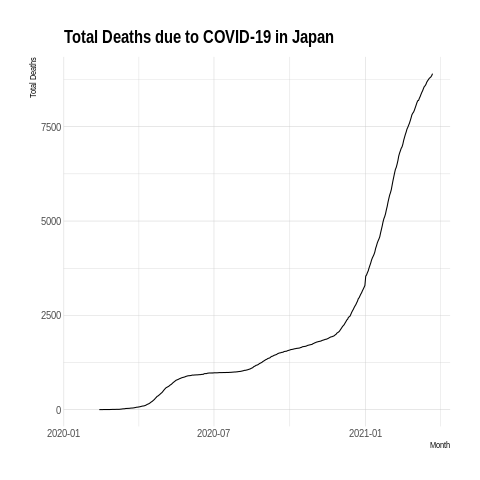 Total Deaths due to COVID-19 in Japan
Total Deaths
7500
5000
2500
0
2020-01
2020-07
2021-01
Month